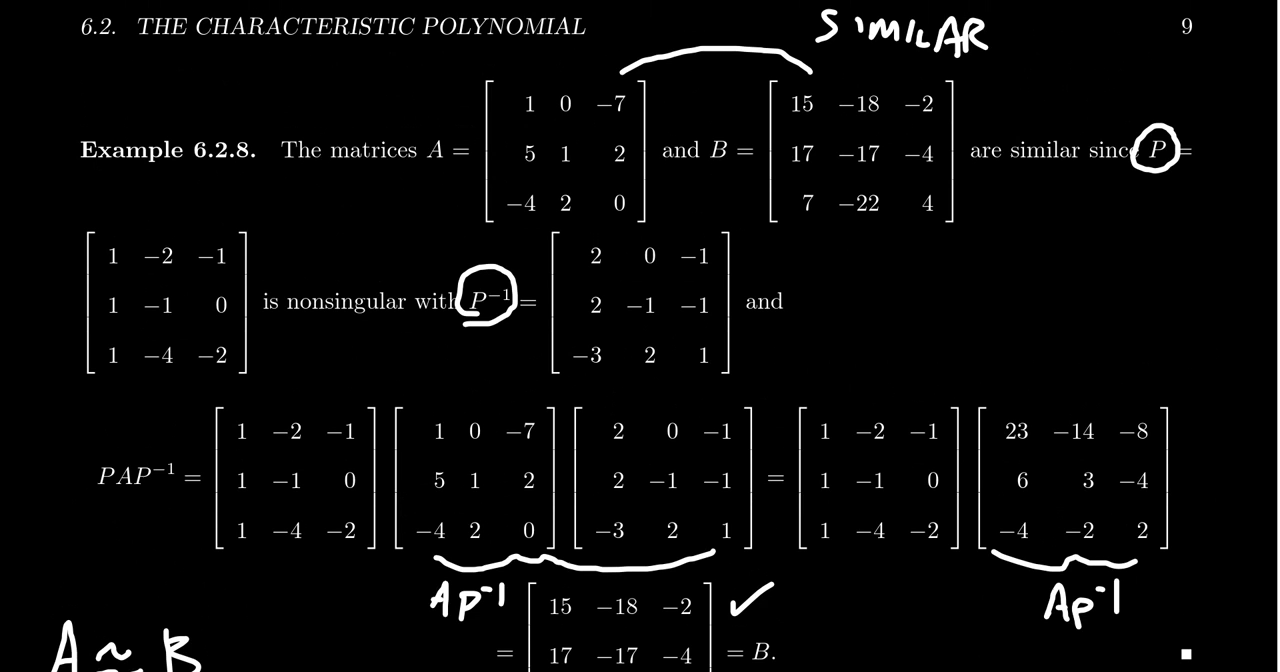 6.2. THE CHARACTERISTIC POLYNOMIAL 9
SIMILAR
Example 6.2.8. The matrices A = [ 1 0 −7 ; 5 1 2 ; −4 2 0 ] and B = [ 15 −18 −2 ; 17 −17 −4 ; 7 −22 4 ] are similar since P =
[ 1 −2 −1 ; 1 −1 0 ; 1 −4 −2 ] is nonsingular with P⁻¹ = [ 2 0 −1 ; 2 −1 −1 ; −3 2 1 ] and
PAP⁻¹ = [ 1 −2 −1 ; 1 −1 0 ; 1 −4 −2 ] [ 1 0 −7 ; 5 1 2 ; −4 2 0 ] [ 2 0 −1 ; 2 −1 −1 ; −3 2 1 ] = [ 1 −2 −1 ; 1 −1 0 ; 1 −4 −2 ] [ 23 −14 −8 ; 6 3 −4 ; −4 −2 2 ]
AP⁻¹ AP⁻¹
= [ 15 −18 −2 ; 17 −17 −4 ] = B. ✓ ■
A ≈ B